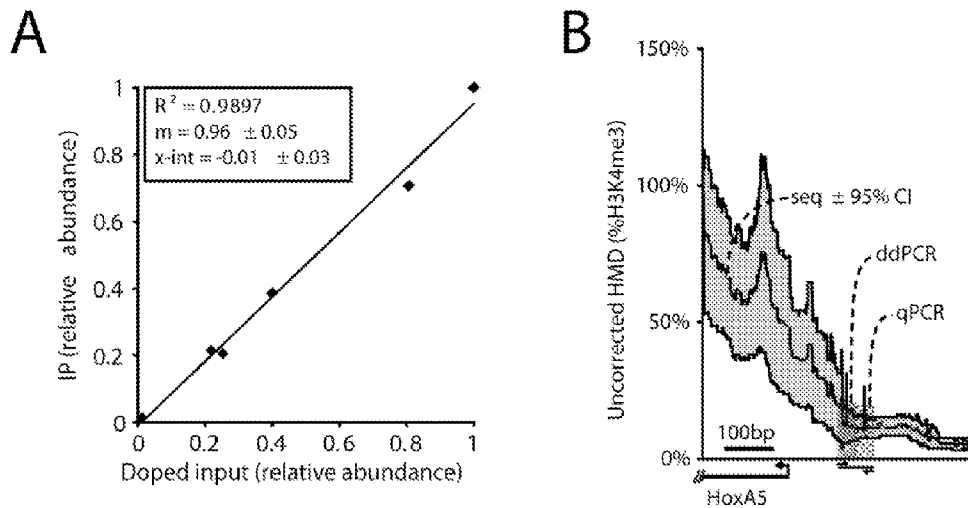 A
R² = 0.9897
m = 0.96 ± 0.05
x-int = -0.01 ± 0.03
IP (relative abundance)
1
0.8
0.6
0.4
0.2
0
0 0.2 0.4 0.6 0.8 1
Doped input (relative abundance)
B
Uncorrected HMD (%H3K4me3)
150%
100%
50%
0%
seq ± 95% CI
ddPCR
qPCR
100bp
HoxA5